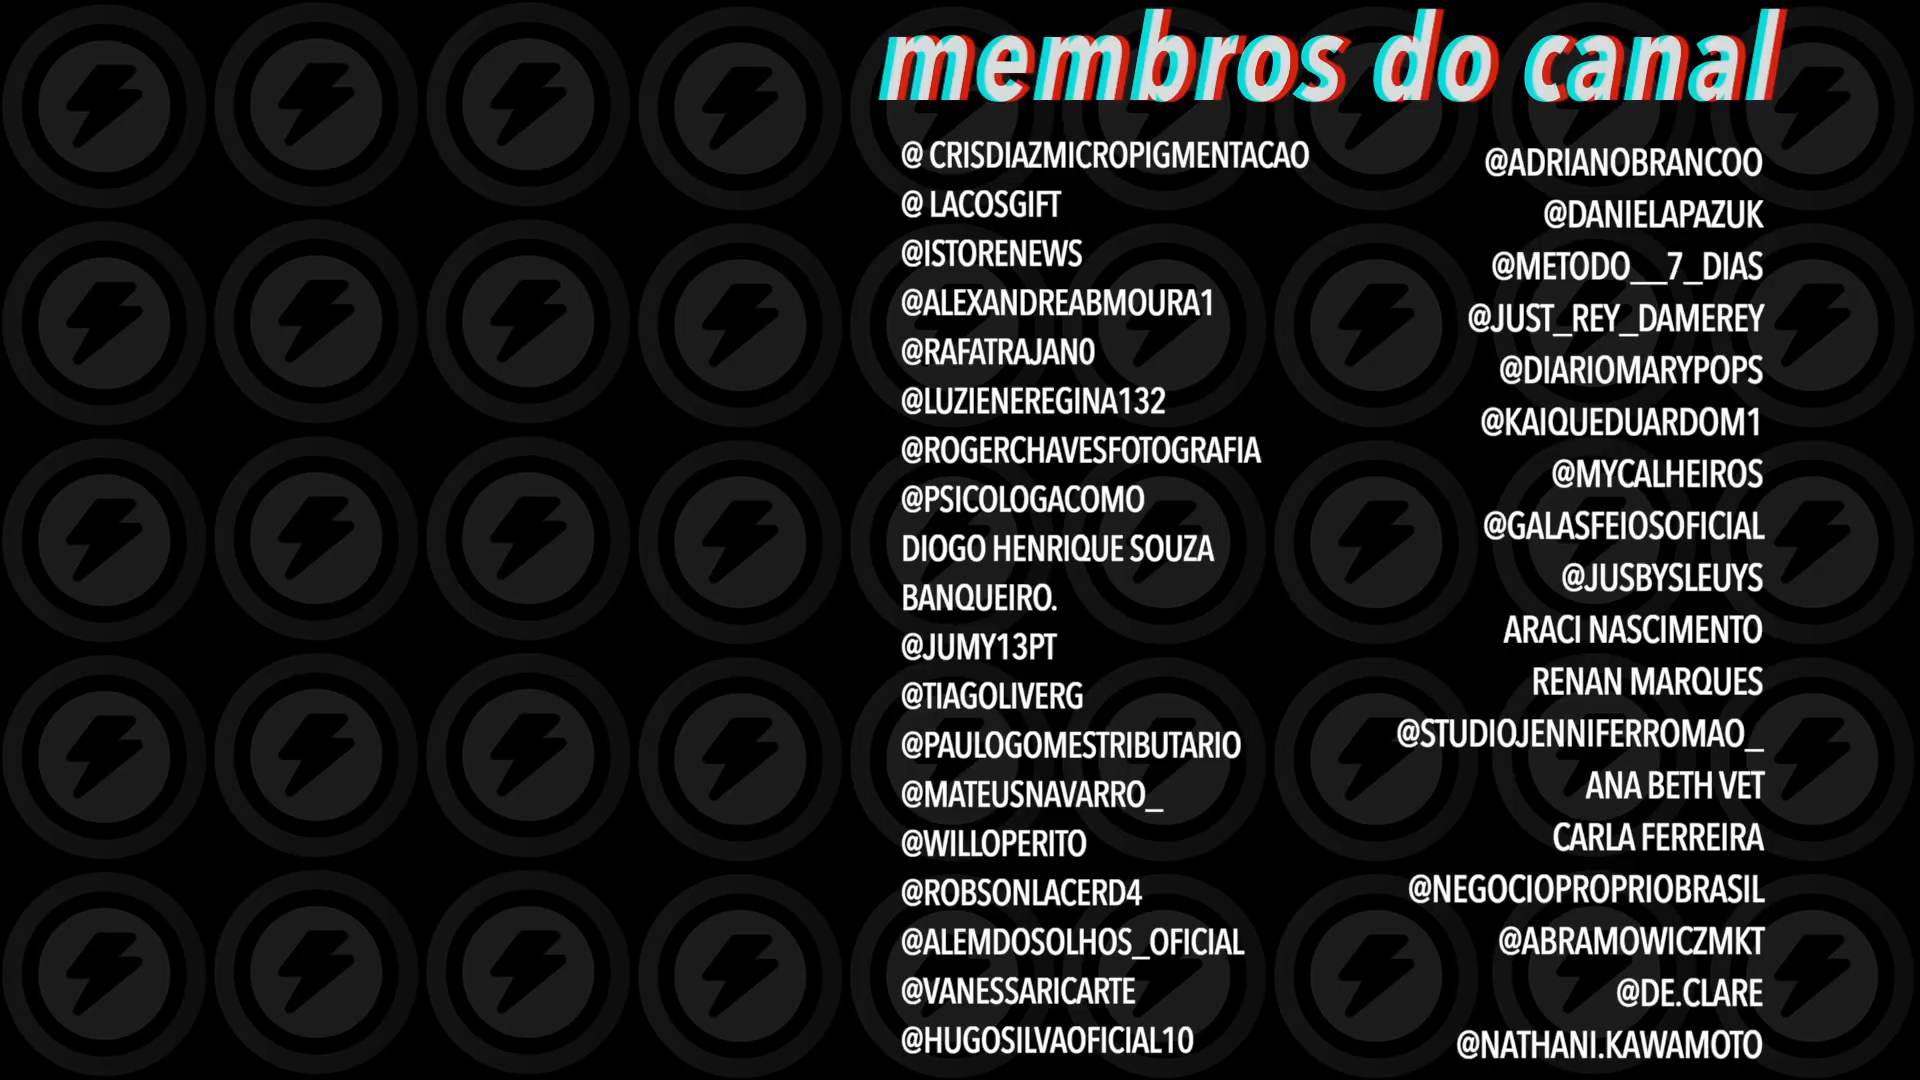 membros do canal
@ CRISDIAZMICROPIGMENTACAO
@ LACOSGIFT
@ISTORENEWS
@ALEXANDREABMOURA1
@RAFATRAJAN0
@LUZIENEREGINA132
@ROGERCHAVESFOTOGRAFIA
@PSICOLOGACOMO
DIOGO HENRIQUE SOUZA
BANQUEIRO.
@JUMY13PT
@TIAGOLIVERG
@PAULOGOMESTRIBUTARIO
@MATEUSNAVARRO_
@WILLOPERITO
@ROBSONLACERD4
@ALEMDOSOLHOS_OFICIAL
@VANESSARICARTE
@HUGOSILVAOFICIAL10
@ADRIANOBRANCOO
@DANIELAPAZUK
@METODO__7_DIAS
@JUST_REY_DAMEREY
@DIARIOMARYPOPS
@KAIQUEDUARDOM1
@MYCALHEIROS
@GALASFEIOSOFICIAL
@JUSBYSLEUYS
ARACI NASCIMENTO
RENAN MARQUES
@STUDIOJENNIFERROMAO_
ANA BETH VET
CARLA FERREIRA
@NEGOCIOPROPRIOBRASIL
@ABRAMOWICZMKT
@DE.CLARE
@NATHANI.KAWAMOTO